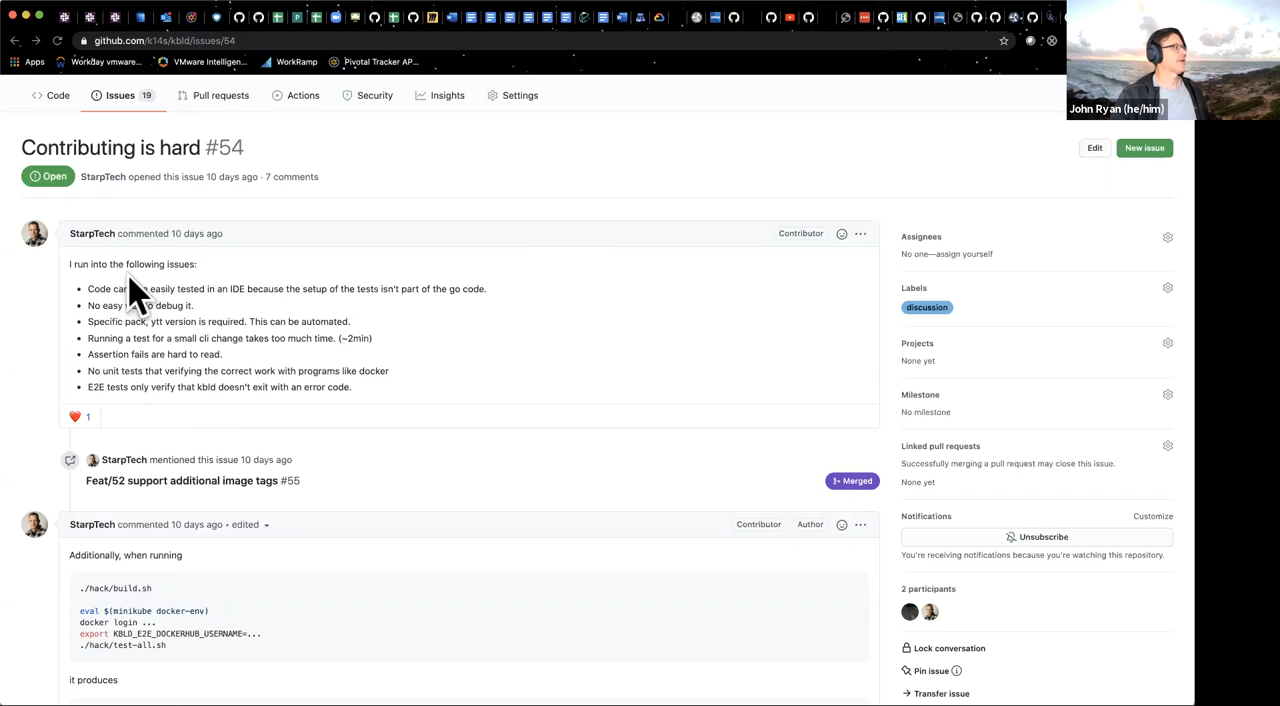 github.com/k14s/kbld/issues/54
Apps
Workday vmware...
VMware Intelligen...
WorkRamp
Pivotal Tracker AP...
John Ryan (he/him)
Code
Issues 19
Pull requests
Actions
Security
Insights
Settings
Contributing is hard #54
Edit
New issue
Open
StarpTech opened this issue 10 days ago · 7 comments
StarpTech commented 10 days ago
Contributor
I run into the following issues:
• Code can easily tested in an IDE because the setup of the tests isn't part of the go code.
• No easy to debug it.
• Specific pack, ytt version is required. This can be automated.
• Running a test for a small cli change takes too much time. (~2min)
• Assertion fails are hard to read.
• No unit tests that verifying the correct work with programs like docker
• E2E tests only verify that kbld doesn't exit with an error code.
1
StarpTech mentioned this issue 10 days ago
Feat/52 support additional image tags #55
Merged
StarpTech commented 10 days ago • edited
Contributor
Author
Additionally, when running
./hack/build.sh
eval $(minikube docker-env)
docker login ...
export KBLD_E2E_DOCKERHUB_USERNAME=...
./hack/test-all.sh
it produces
Assignees
No one—assign yourself
Labels
discussion
Projects
None yet
Milestone
No milestone
Linked pull requests
Successfully merging a pull request may close this issue.
None yet
Notifications
Customize
Unsubscribe
You're receiving notifications because you're watching this repository.
2 participants
Lock conversation
Pin issue
Transfer issue